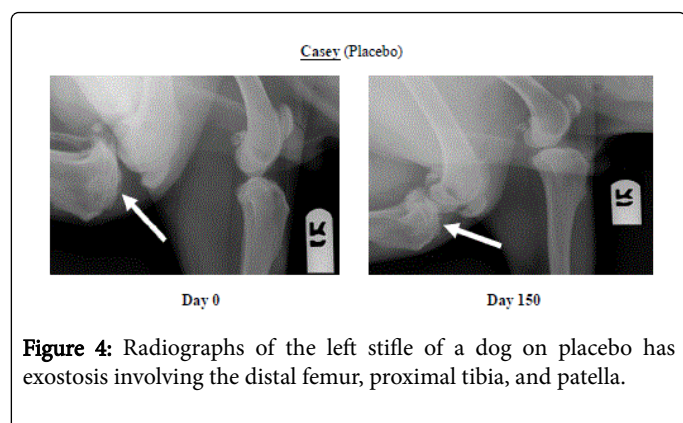 Casey (Placebo)
Day 0
Day 150
Figure 4: Radiographs of the left stifle of a dog on placebo has
exostosis involving the distal femur, proximal tibia, and patella.